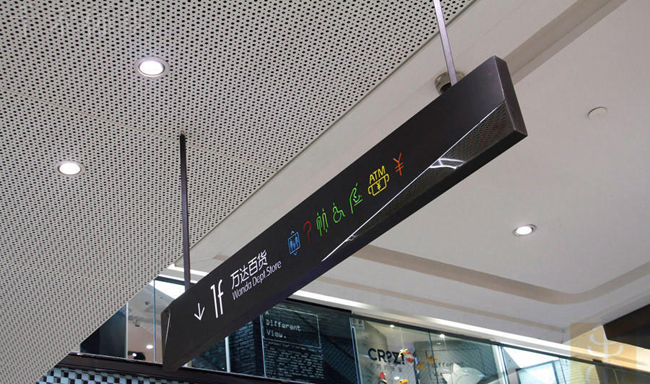 1f
万达百货
Wanda Dept.Store
?
ATM
¥
¥
Different
View.